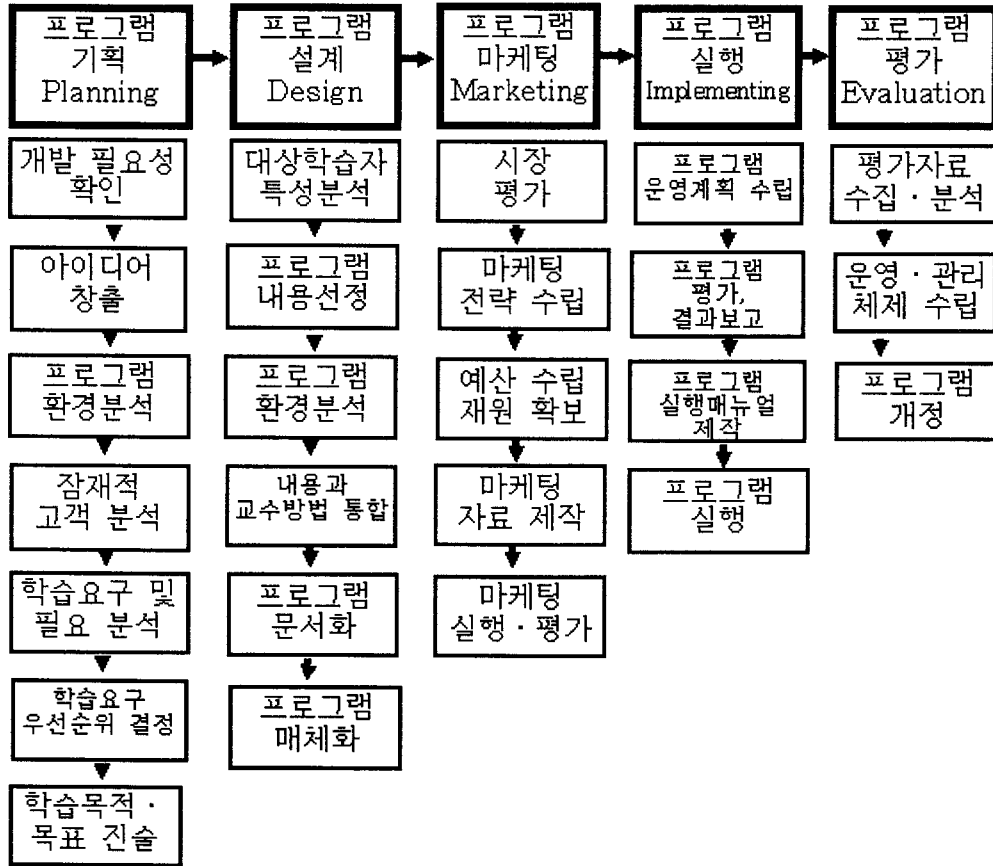 프로그램
기획
Planning
프로그램
설계
Design
프로그램
마케팅
Marketing
프로그램
실행
Implementing
프로그램
평가
Evaluation
개발 필요성
확인
아이디어
창출
프로그램
환경분석
잠재적
고객 분석
학습요구 및
필요 분석
학습요구
우선순위 결정
학습목적 ·
목표 진술
대상학습자
특성분석
프로그램
내용선정
프로그램
환경분석
내용과
교수방법 통합
프로그램
문서화
프로그램
매체화
시장
평가
마케팅
전략 수립
예산 수립
재원 확보
마케팅
자료 제작
마케팅
실행 · 평가
프로그램
운영계획 수립
프로그램
평가,
결과보고
프로그램
실행매뉴얼
제작
프로그램
실행
평가자료
수집 · 분석
운영 · 관리
체제 수립
프로그램
개정